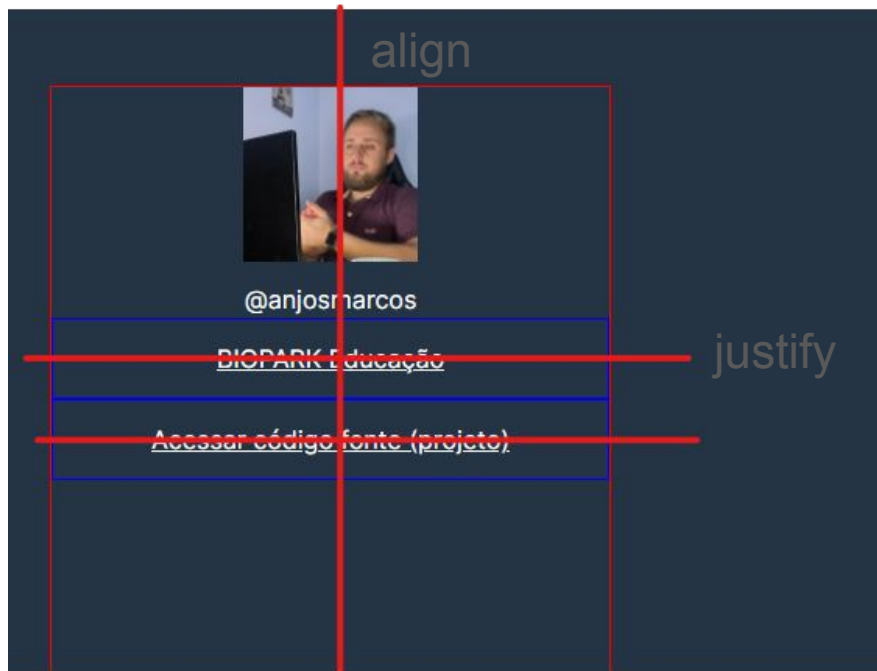 align
@anjosmarcos
BIOPARK Educação
justify
Acessar código fonte (projeto)